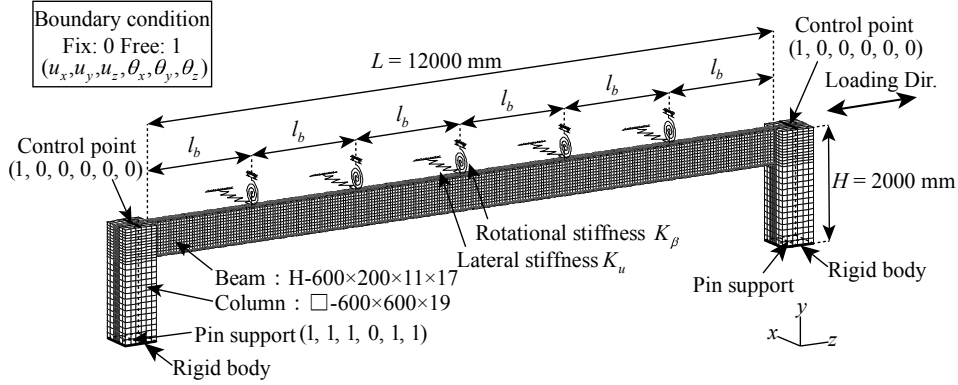 Boundary condition
Fix: 0 Free: 1
(u_x,u_y,u_z,θ_x,θ_y,θ_z)
Control point
(1, 0, 0, 0, 0, 0)
Loading Dir.
L = 12000 mm
l_b
l_b
l_b
l_b
l_b
l_b
Control point
(1, 0, 0, 0, 0, 0)
H = 2000 mm
Rotational stiffness K_β
Lateral stiffness K_u
Beam : H-600×200×11×17
Column : □-600×600×19
Pin support (1, 1, 1, 0, 1, 1)
Rigid body
Pin support
Rigid body
y
x
z